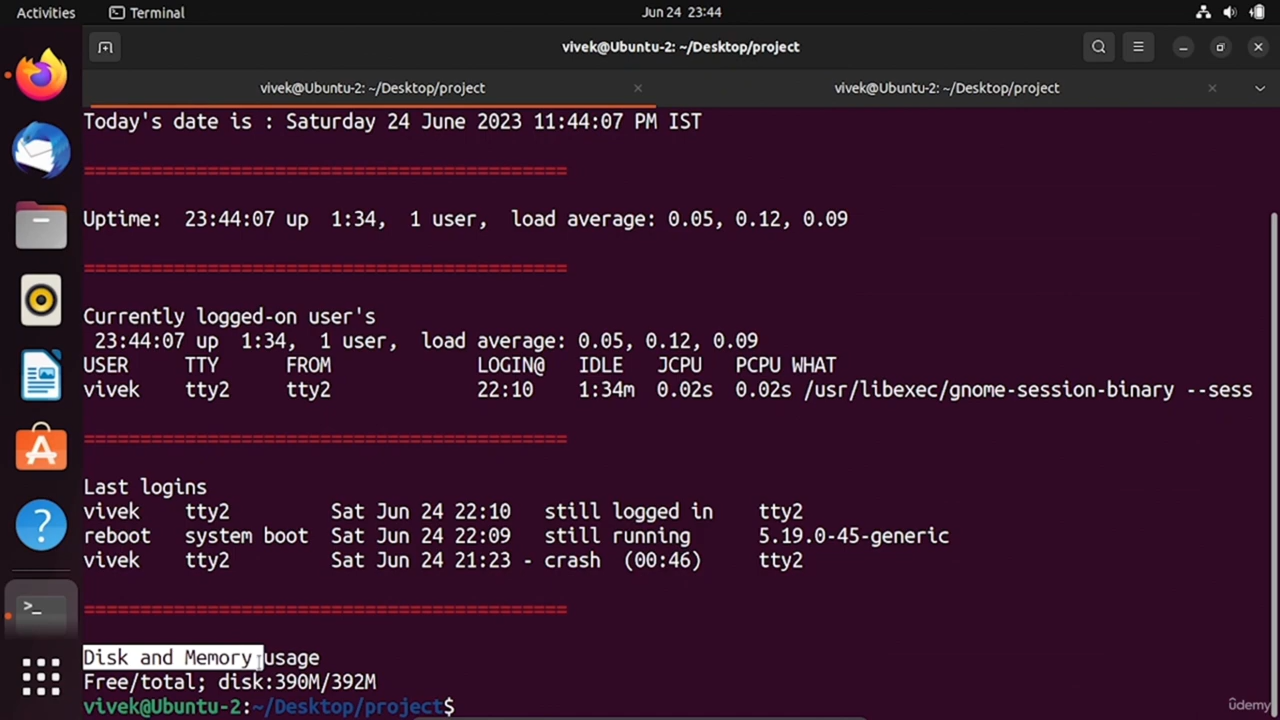 Activities Terminal Jun 24 23:44
vivek@Ubuntu-2: ~/Desktop/project
vivek@Ubuntu-2: ~/Desktop/project × vivek@Ubuntu-2: ~/Desktop/project ×
Today's date is : Saturday 24 June 2023 11:44:07 PM IST
===========================================
Uptime:  23:44:07 up  1:34,  1 user,  load average: 0.05, 0.12, 0.09
===========================================
Currently logged-on user's
 23:44:07 up  1:34,  1 user,  load average: 0.05, 0.12, 0.09
USER     TTY      FROM             LOGIN@   IDLE   JCPU   PCPU WHAT
vivek    tty2     tty2             22:10    1:34m  0.02s  0.02s /usr/libexec/gnome-session-binary --sess
===========================================
Last logins
vivek    tty2         Sat Jun 24 22:10   still logged in    tty2
reboot   system boot  Sat Jun 24 22:09   still running      5.19.0-45-generic
vivek    tty2         Sat Jun 24 21:23 - crash  (00:46)     tty2
===========================================
Disk and Memory usage
Free/total; disk:390M/392M
vivek@Ubuntu-2:~/Desktop/project$
ûdemy